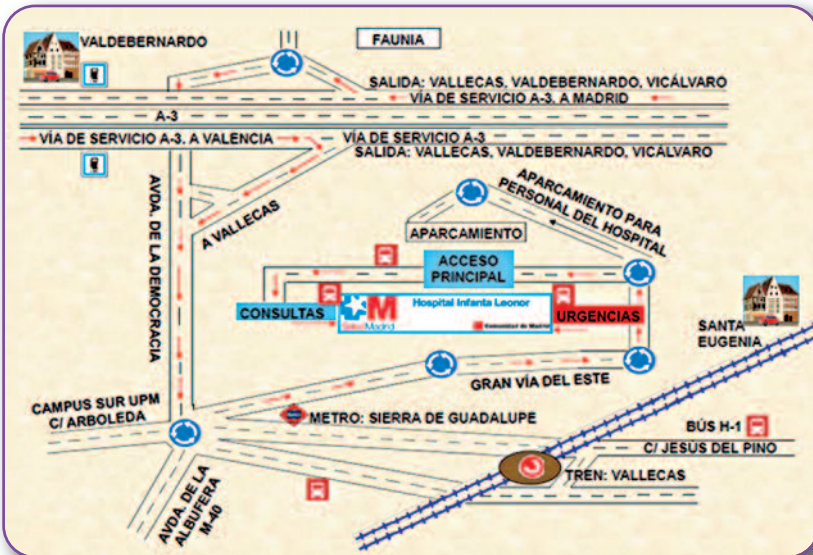 VALDEBERNARDO
FAUNIA
SALIDA: VALLECAS, VALDEBERNARDO, VICÁLVARO
VÍA DE SERVICIO A-3. A MADRID
A-3
VÍA DE SERVICIO A-3. A VALENCIA
VÍA DE SERVICIO A-3
SALIDA: VALLECAS, VALDEBERNARDO, VICÁLVARO
AVDA. DE LA DEMOCRACIA
A VALLECAS
APARCAMIENTO PARA
PERSONAL DEL HOSPITAL
APARCAMIENTO
ACCESO
PRINCIPAL
CONSULTAS
SaludMadrid
M
Hospital Infanta Leonor
Comunidad de Madrid
URGENCIAS
SANTA
EUGENIA
GRAN VÍA DEL ESTE
CAMPUS SUR UPM
C/ ARBOLEDA
METRO: SIERRA DE GUADALUPE
BÚS H-1
C/ JESÚS DEL PINO
TREN: VALLECAS
AVDA. DE LA
ALBUFERA
M-40